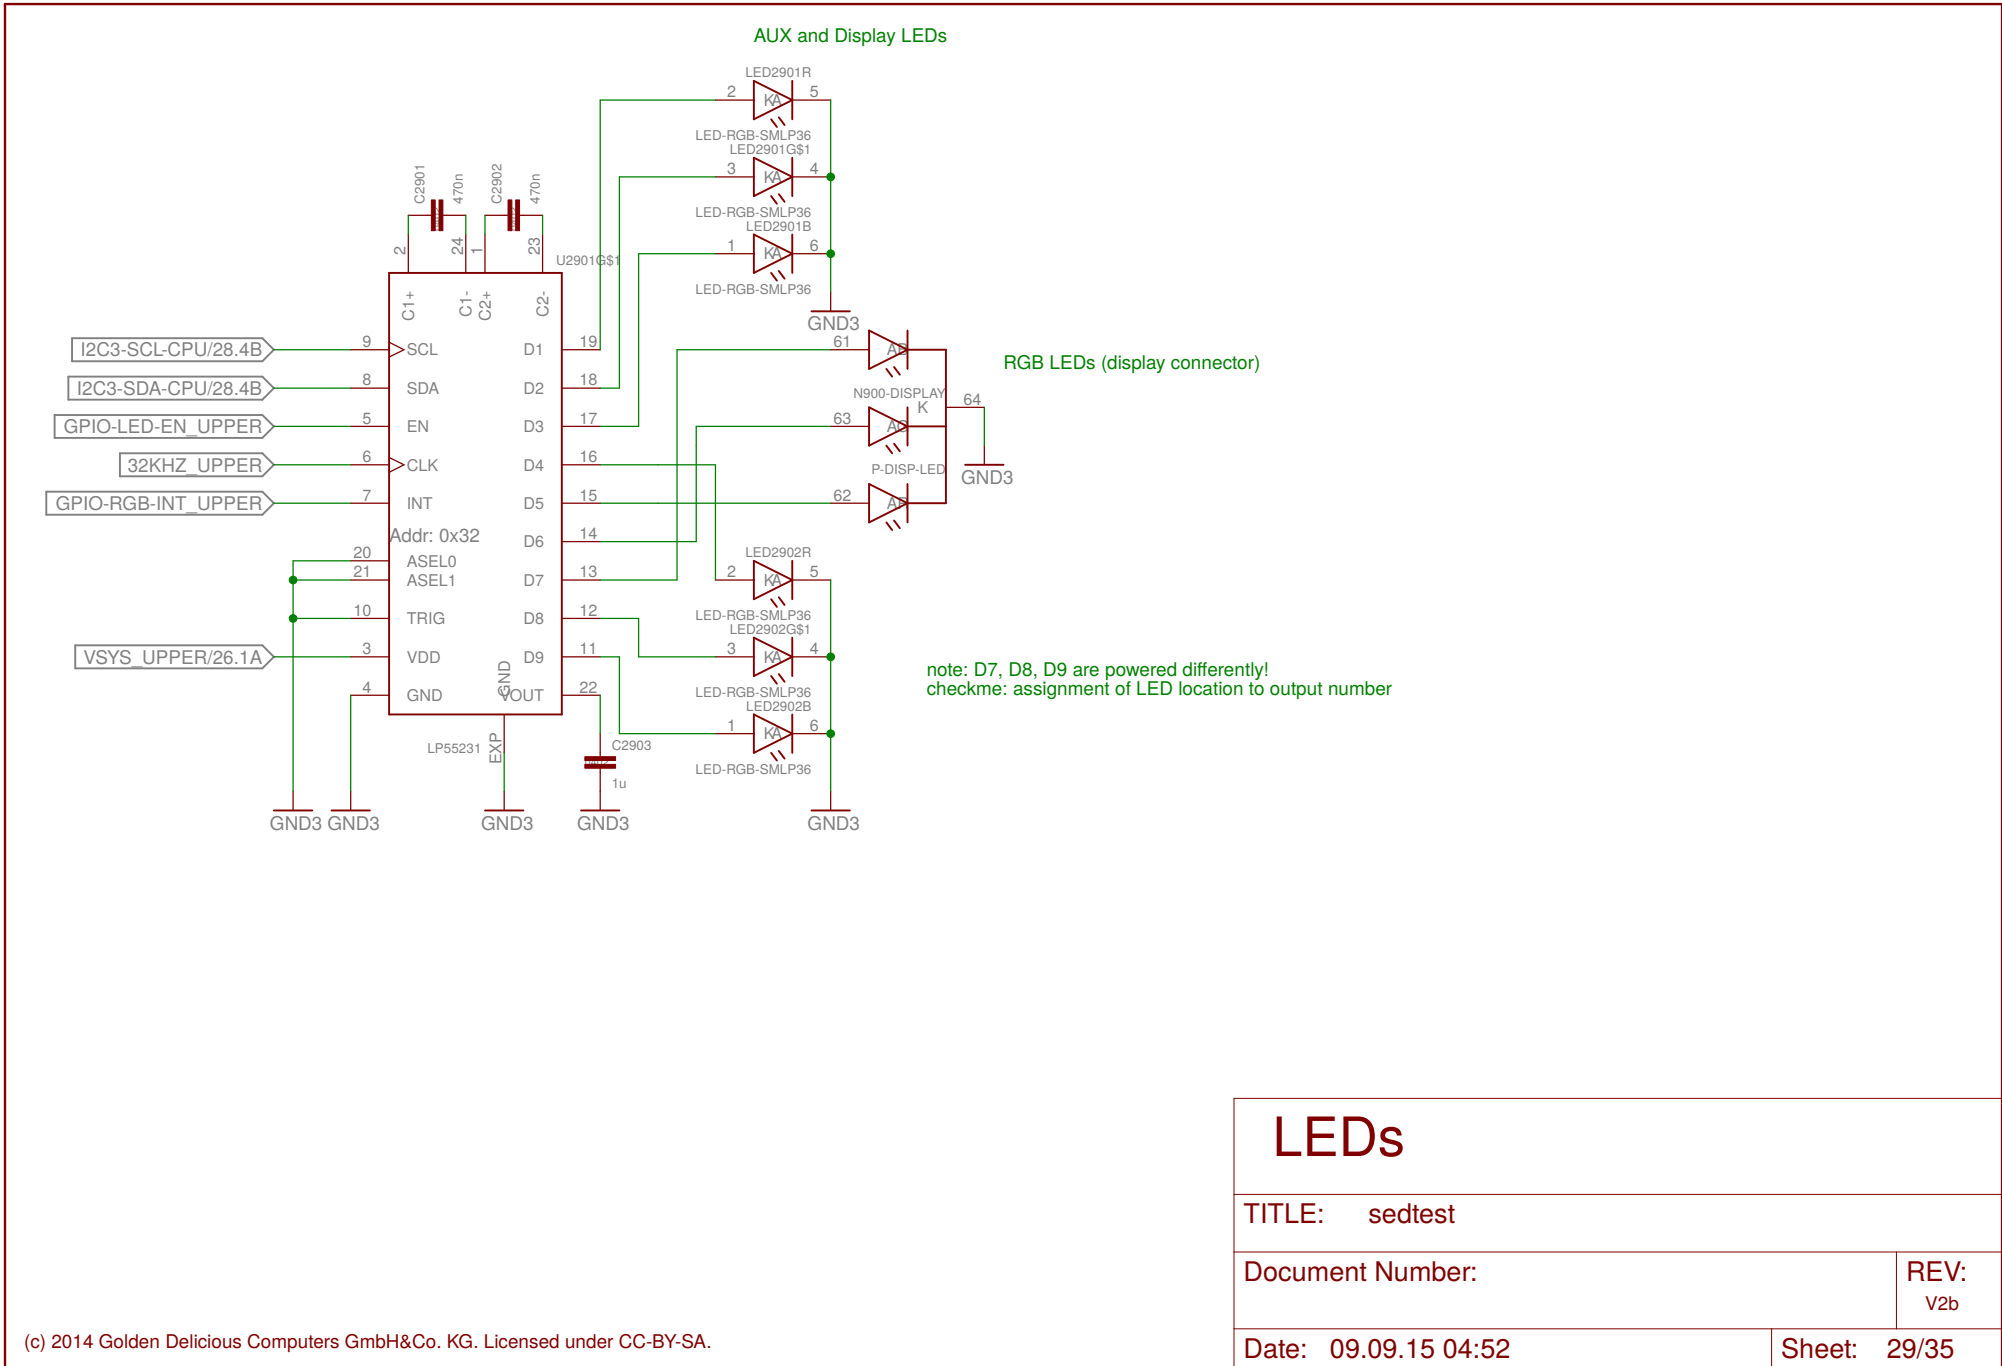 AUX and Display LEDs
LED2901R
2 KA 5
LED-RGB-SMLP36
LED2901G$1
3 KA 4
LED-RGB-SMLP36
LED2901B
1 KA 6
LED-RGB-SMLP36
GND3
C2901
470n
C2902
470n
2
24
1
23
U2901G$1
C1+
C1-
C2+
C2-
I2C3-SCL-CPU/28.4B 9 SCL D1 19
I2C3-SDA-CPU/28.4B 8 SDA D2 18
GPIO-LED-EN_UPPER 5 EN D3 17
32KHZ_UPPER 6 CLK D4 16
GPIO-RGB-INT_UPPER 7 INT D5 15
Addr: 0x32
D6 14
20 ASEL0
21 ASEL1 D7 13
10 TRIG D8 12
VSYS_UPPER/26.1A 3 VDD D9 11
4 GND VOUT 22
GND
EXP
LP55231
C2903
1u
61
RGB LEDs (display connector)
N900-DISPLAY
K
64
63
P-DISP-LED
GND3
62
LED2902R
2 KA 5
LED-RGB-SMLP36
LED2902G$1
3 KA 4
LED-RGB-SMLP36
LED2902B
1 KA 6
LED-RGB-SMLP36
note: D7, D8, D9 are powered differently!
checkme: assignment of LED location to output number
GND3 GND3 GND3 GND3 GND3
LEDs
TITLE: sedtest
Document Number:
REV:
V2b
Date: 09.09.15 04:52
Sheet: 29/35
(c) 2014 Golden Delicious Computers GmbH&Co. KG. Licensed under CC-BY-SA.